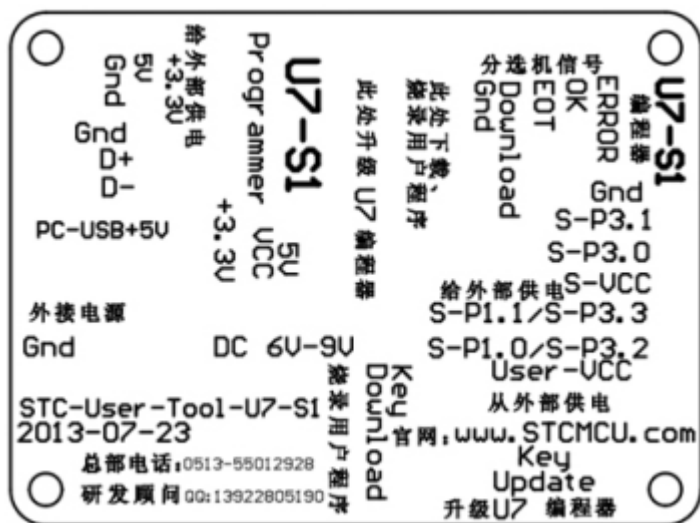 给外部供电
+3.3V
5V
Gnd
Gnd
D+
D-
PC-USB+5V
外接电源
Gnd
DC 6V-9V
Programmer
U7-S1
5V
VCC
+3.3V
此处升级 U7 编程器
此处下载、
烧录用户程序
分选机信号
ERROR
OK
EOT
Download
Gnd
U7-S1
编程器
Gnd
S-P3.1
S-P3.0
给外部供电 S-VCC
S-P1.1/S-P3.3
S-P1.0/S-P3.2
User-VCC
从外部供电
Key
Download
烧录用户程序
STC-User-Tool-U7-S1
2013-07-23
总部电话:0513-55012928
研发顾问QQ:13922805190
官网:www.STCMCU.com
Key
Update
升级U7 编程器